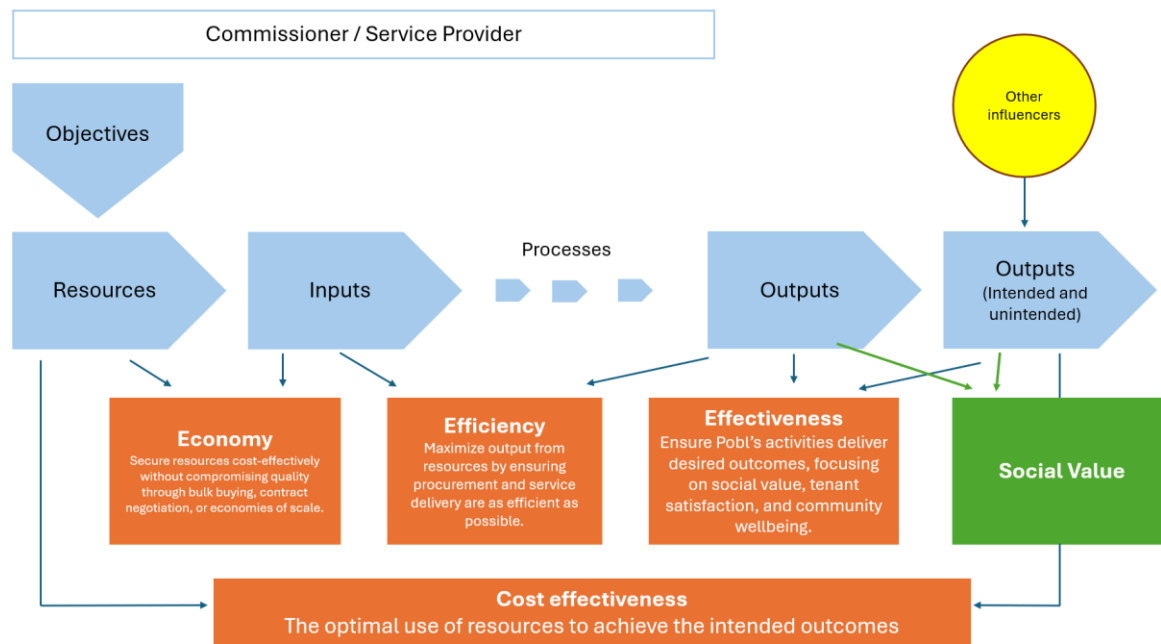 Commissioner / Service Provider
Other
influencers
Objectives
Processes
Resources
Inputs
Outputs
Outputs
(Intended and
unintended)
Economy
Secure resources cost-effectively
without compromising quality
through bulk buying, contract
negotiation, or economies of scale.
Efficiency
Maximize output from
resources by ensuring
procurement and service
delivery are as efficient as
possible.
Effectiveness
Ensure Pobl’s activities deliver
desired outcomes, focusing
on social value, tenant
satisfaction, and community
wellbeing.
Social Value
Cost effectiveness
The optimal use of resources to achieve the intended outcomes